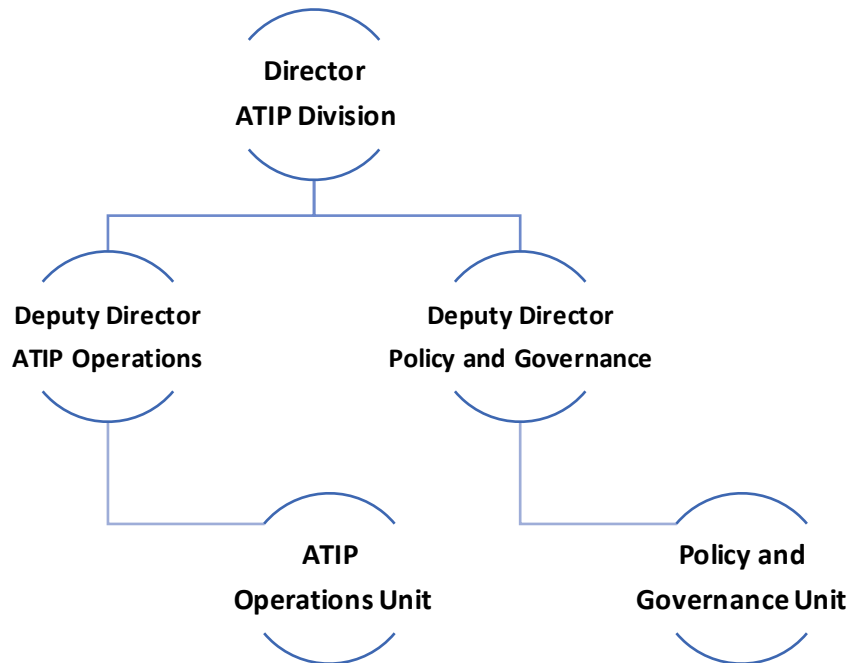 Director
ATIP Division
Deputy Director
ATIP Operations
Deputy Director
Policy and Governance
ATIP
Operations Unit
Policy and
Governance Unit